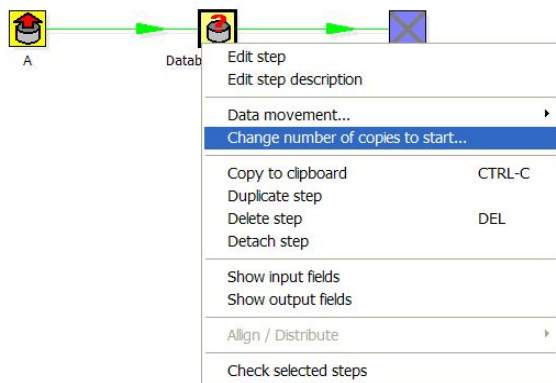 A
Datab
Edit step
Edit step description
Data movement...
Change number of copies to start...
Copy to clipboard CTRL-C
Duplicate step
Delete step DEL
Detach step
Show input fields
Show output fields
Align / Distribute
Check selected steps